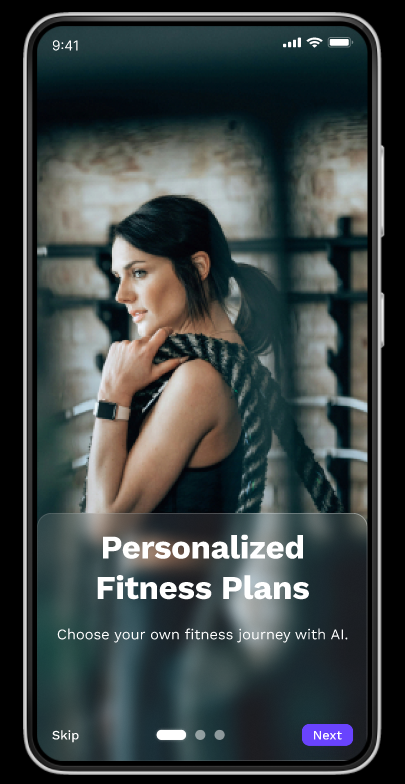 9:41
Personalized
Fitness Plans
Choose your own fitness journey with AI.
Skip
Next